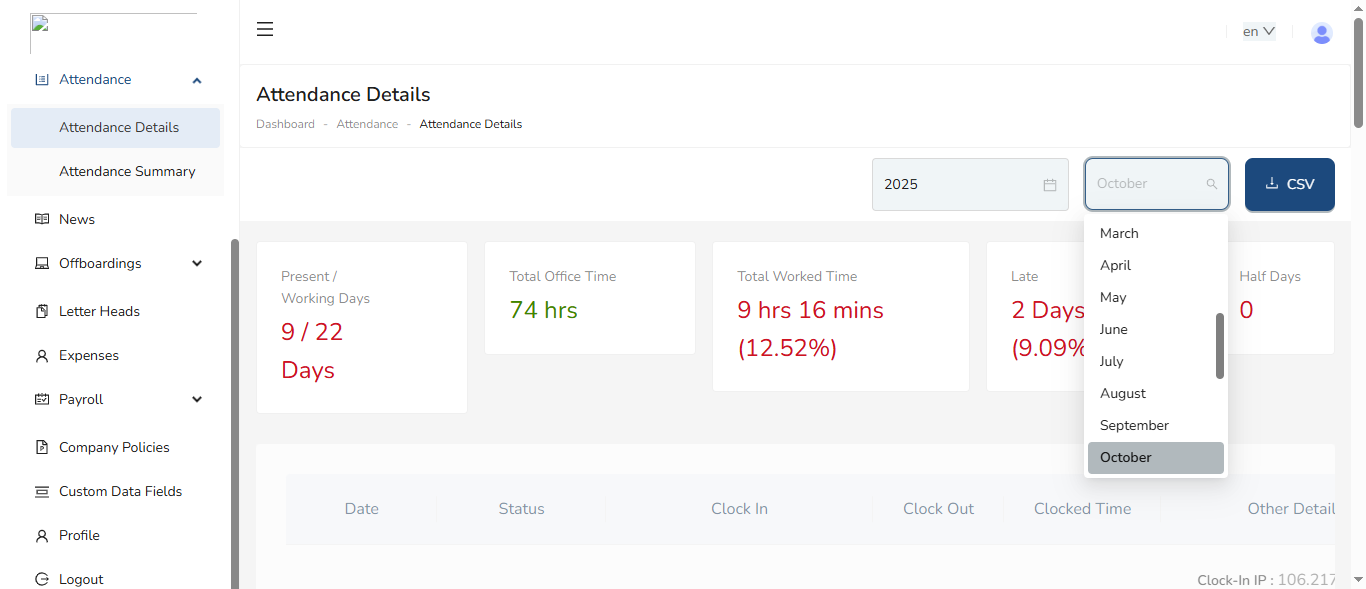 Attendance
Attendance Details
Attendance Summary
News
Offboardings
Letter Heads
Expenses
Payroll
Company Policies
Custom Data Fields
Profile
Logout
en
Attendance Details
Dashboard - Attendance - Attendance Details
2025
October
CSV
March
April
May
June
July
August
September
October
Present /
Working Days
9 / 22
Days
Total Office Time
74 hrs
Total Worked Time
9 hrs 16 mins
(12.52%)
Late
2 Days
(9.09%
Half Days
0
Date Status Clock In Clock Out Clocked Time Other Detail
Clock-In IP : 106.217